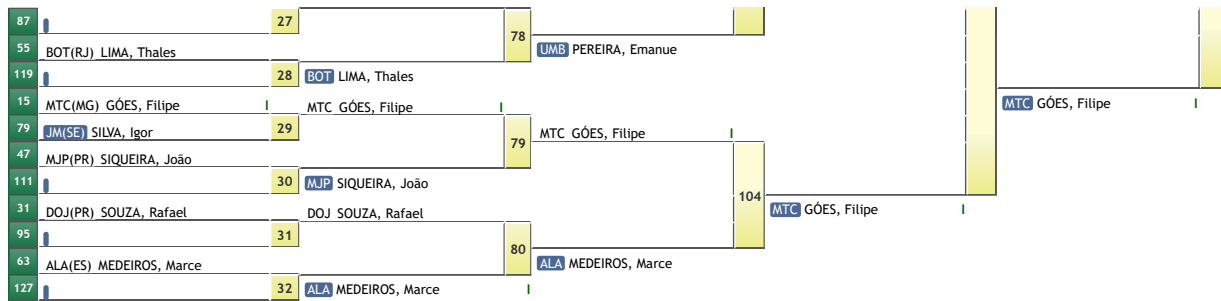 87
27
78
UMB PEREIRA, Emanue
55 BOT(RJ) LIMA, Thales
119
28 BOT LIMA, Thales
15 MTC(MG) GÓES, Filipe I
MTC GÓES, Filipe I
MTC GÓES, Filipe I
79 JM(SE) SILVA, Igor
29
79
47 MJP(PR) SIQUEIRA, João
111
30 MJP SIQUEIRA, João
104
MTC GÓES, Filipe I
MTC GÓES, Filipe I
31 DOJ(PR) SOUZA, Rafael
DOJ SOUZA, Rafael
95
31
80
ALA MEDEIROS, Marce
63 ALA(ES) MEDEIROS, Marce
127
32 ALA MEDEIROS, Marce I